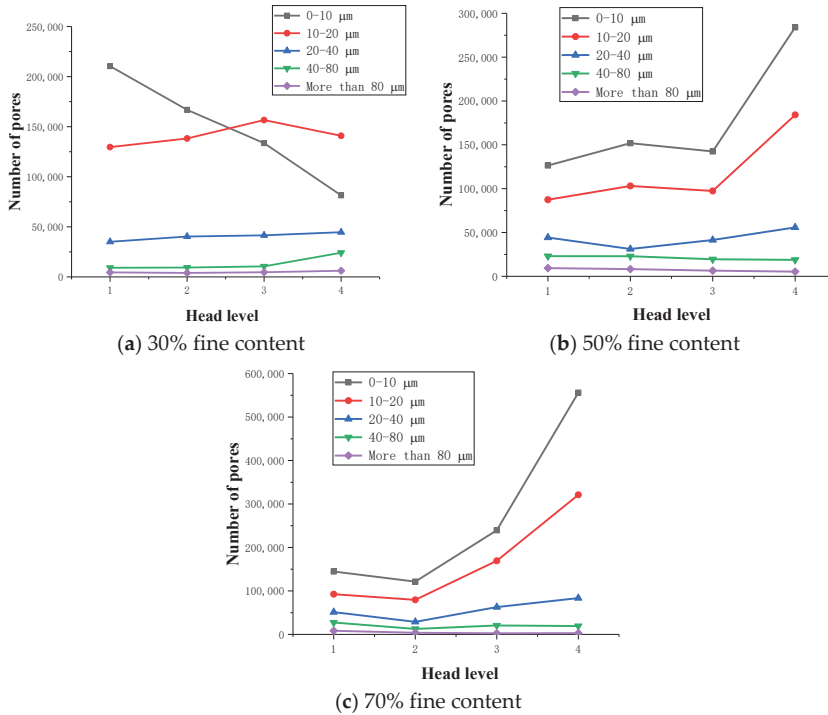 0-10 μm
10-20 μm
20-40 μm
40-80 μm
More than 80 μm
250,000
200,000
150,000
100,000
50,000
0
Number of pores
1 2 3 4
Head level
(a) 30% fine content
0-10 μm
10-20 μm
20-40 μm
40-80 μm
More than 80 μm
300,000
250,000
200,000
150,000
100,000
50,000
0
Number of pores
1 2 3 4
Head level
(b) 50% fine content
0-10 μm
10-20 μm
20-40 μm
40-80 μm
More than 80 μm
600,000
500,000
400,000
300,000
200,000
100,000
0
Number of pores
1 2 3 4
Head level
(c) 70% fine content